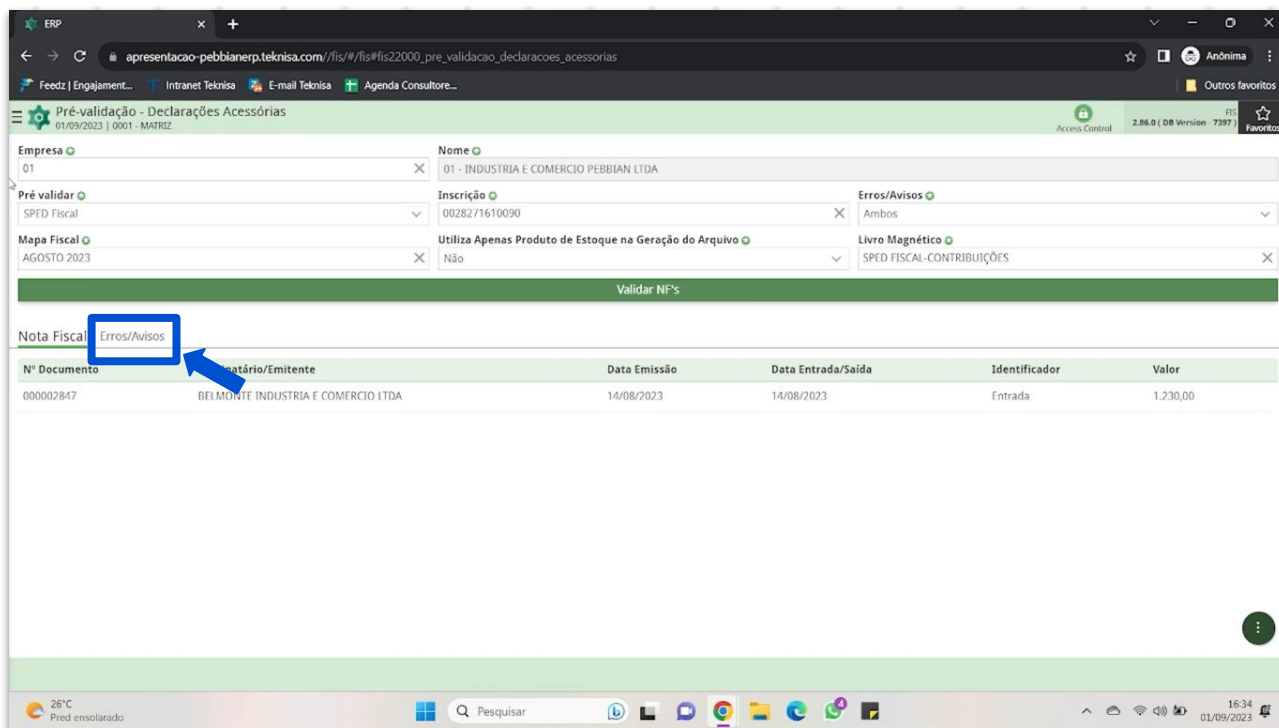 ERP
apresentacao-pebbianerp.teknisa.com//fis/#/fis#fis22000_pre_validacao_declaracoes_acessorias
Anônima
Feedz | Engajament... Intranet Teknisa E-mail Teknisa Agenda Consultore... Outros favoritos
Pré-validação - Declarações Acessórias
01/09/2023 | 0001 - MATRIZ
Access Control
FIS
2.86.0 ( DB Version - 7397 )
Favoritos
Empresa Nome
01 01 - INDUSTRIA E COMERCIO PEBBIAN LTDA
Pré validar Inscrição Erros/Avisos
SPED Fiscal 0028271610090 Ambos
Mapa Fiscal Utiliza Apenas Produto de Estoque na Geração do Arquivo Livro Magnético
AGOSTO 2023 Não SPED FISCAL-CONTRIBUIÇÕES
Validar NF's
Nota Fiscal Erros/Avisos
Nº Documento natário/Emitente Data Emissão Data Entrada/Saída Identificador Valor
000002847 BELMONTE INDUSTRIA E COMERCIO LTDA 14/08/2023 14/08/2023 Entrada 1.230,00
26°C
Pred ensolarado
Pesquisar
4
16:34
01/09/2023